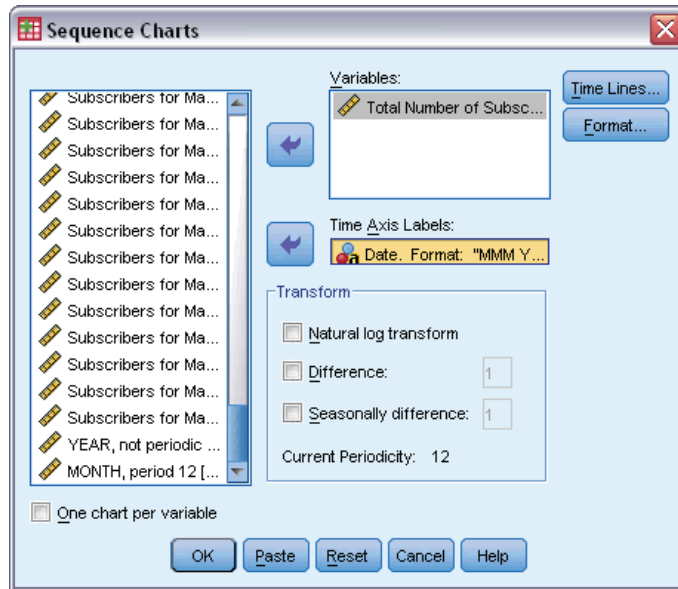 Sequence Charts
Subscribers for Ma...
Subscribers for Ma...
Subscribers for Ma...
Subscribers for Ma...
Subscribers for Ma...
Subscribers for Ma...
Subscribers for Ma...
Subscribers for Ma...
Subscribers for Ma...
Subscribers for Ma...
Subscribers for Ma...
Subscribers for Ma...
Subscribers for Ma...
YEAR, not periodic ...
MONTH, period 12 [...
One chart per variable
Variables:
Total Number of Subsc...
Time Axis Labels:
Date. Format: "MMM Y...
Transform
Natural log transform
Difference: 1
Seasonally difference: 1
Current Periodicity: 12
Time Lines...
Format...
OK
Paste
Reset
Cancel
Help